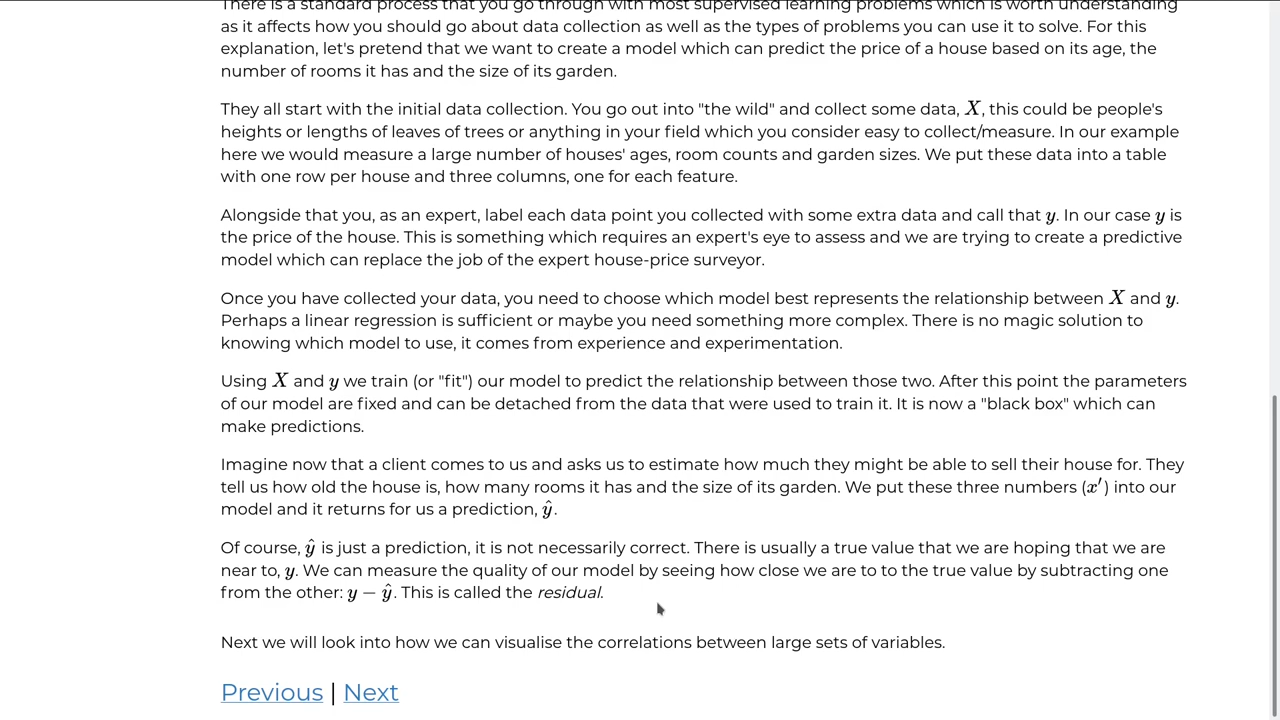 There is a standard process that you go through with most supervised learning problems which is worth understanding
as it affects how you should go about data collection as well as the types of problems you can use it to solve. For this
explanation, let's pretend that we want to create a model which can predict the price of a house based on its age, the
number of rooms it has and the size of its garden.
They all start with the initial data collection. You go out into "the wild" and collect some data, X, this could be people's
heights or lengths of leaves of trees or anything in your field which you consider easy to collect/measure. In our example
here we would measure a large number of houses' ages, room counts and garden sizes. We put these data into a table
with one row per house and three columns, one for each feature.
Alongside that you, as an expert, label each data point you collected with some extra data and call that y. In our case y is
the price of the house. This is something which requires an expert's eye to assess and we are trying to create a predictive
model which can replace the job of the expert house-price surveyor.
Once you have collected your data, you need to choose which model best represents the relationship between X and y.
Perhaps a linear regression is sufficient or maybe you need something more complex. There is no magic solution to
knowing which model to use, it comes from experience and experimentation.
Using X and y we train (or "fit") our model to predict the relationship between those two. After this point the parameters
of our model are fixed and can be detached from the data that were used to train it. It is now a "black box" which can
make predictions.
Imagine now that a client comes to us and asks us to estimate how much they might be able to sell their house for. They
tell us how old the house is, how many rooms it has and the size of its garden. We put these three numbers (x′) into our
model and it returns for us a prediction, ŷ.
Of course, ŷ is just a prediction, it is not necessarily correct. There is usually a true value that we are hoping that we are
near to, y. We can measure the quality of our model by seeing how close we are to to the true value by subtracting one
from the other: y − ŷ. This is called the residual.
Next we will look into how we can visualise the correlations between large sets of variables.
Previous | Next